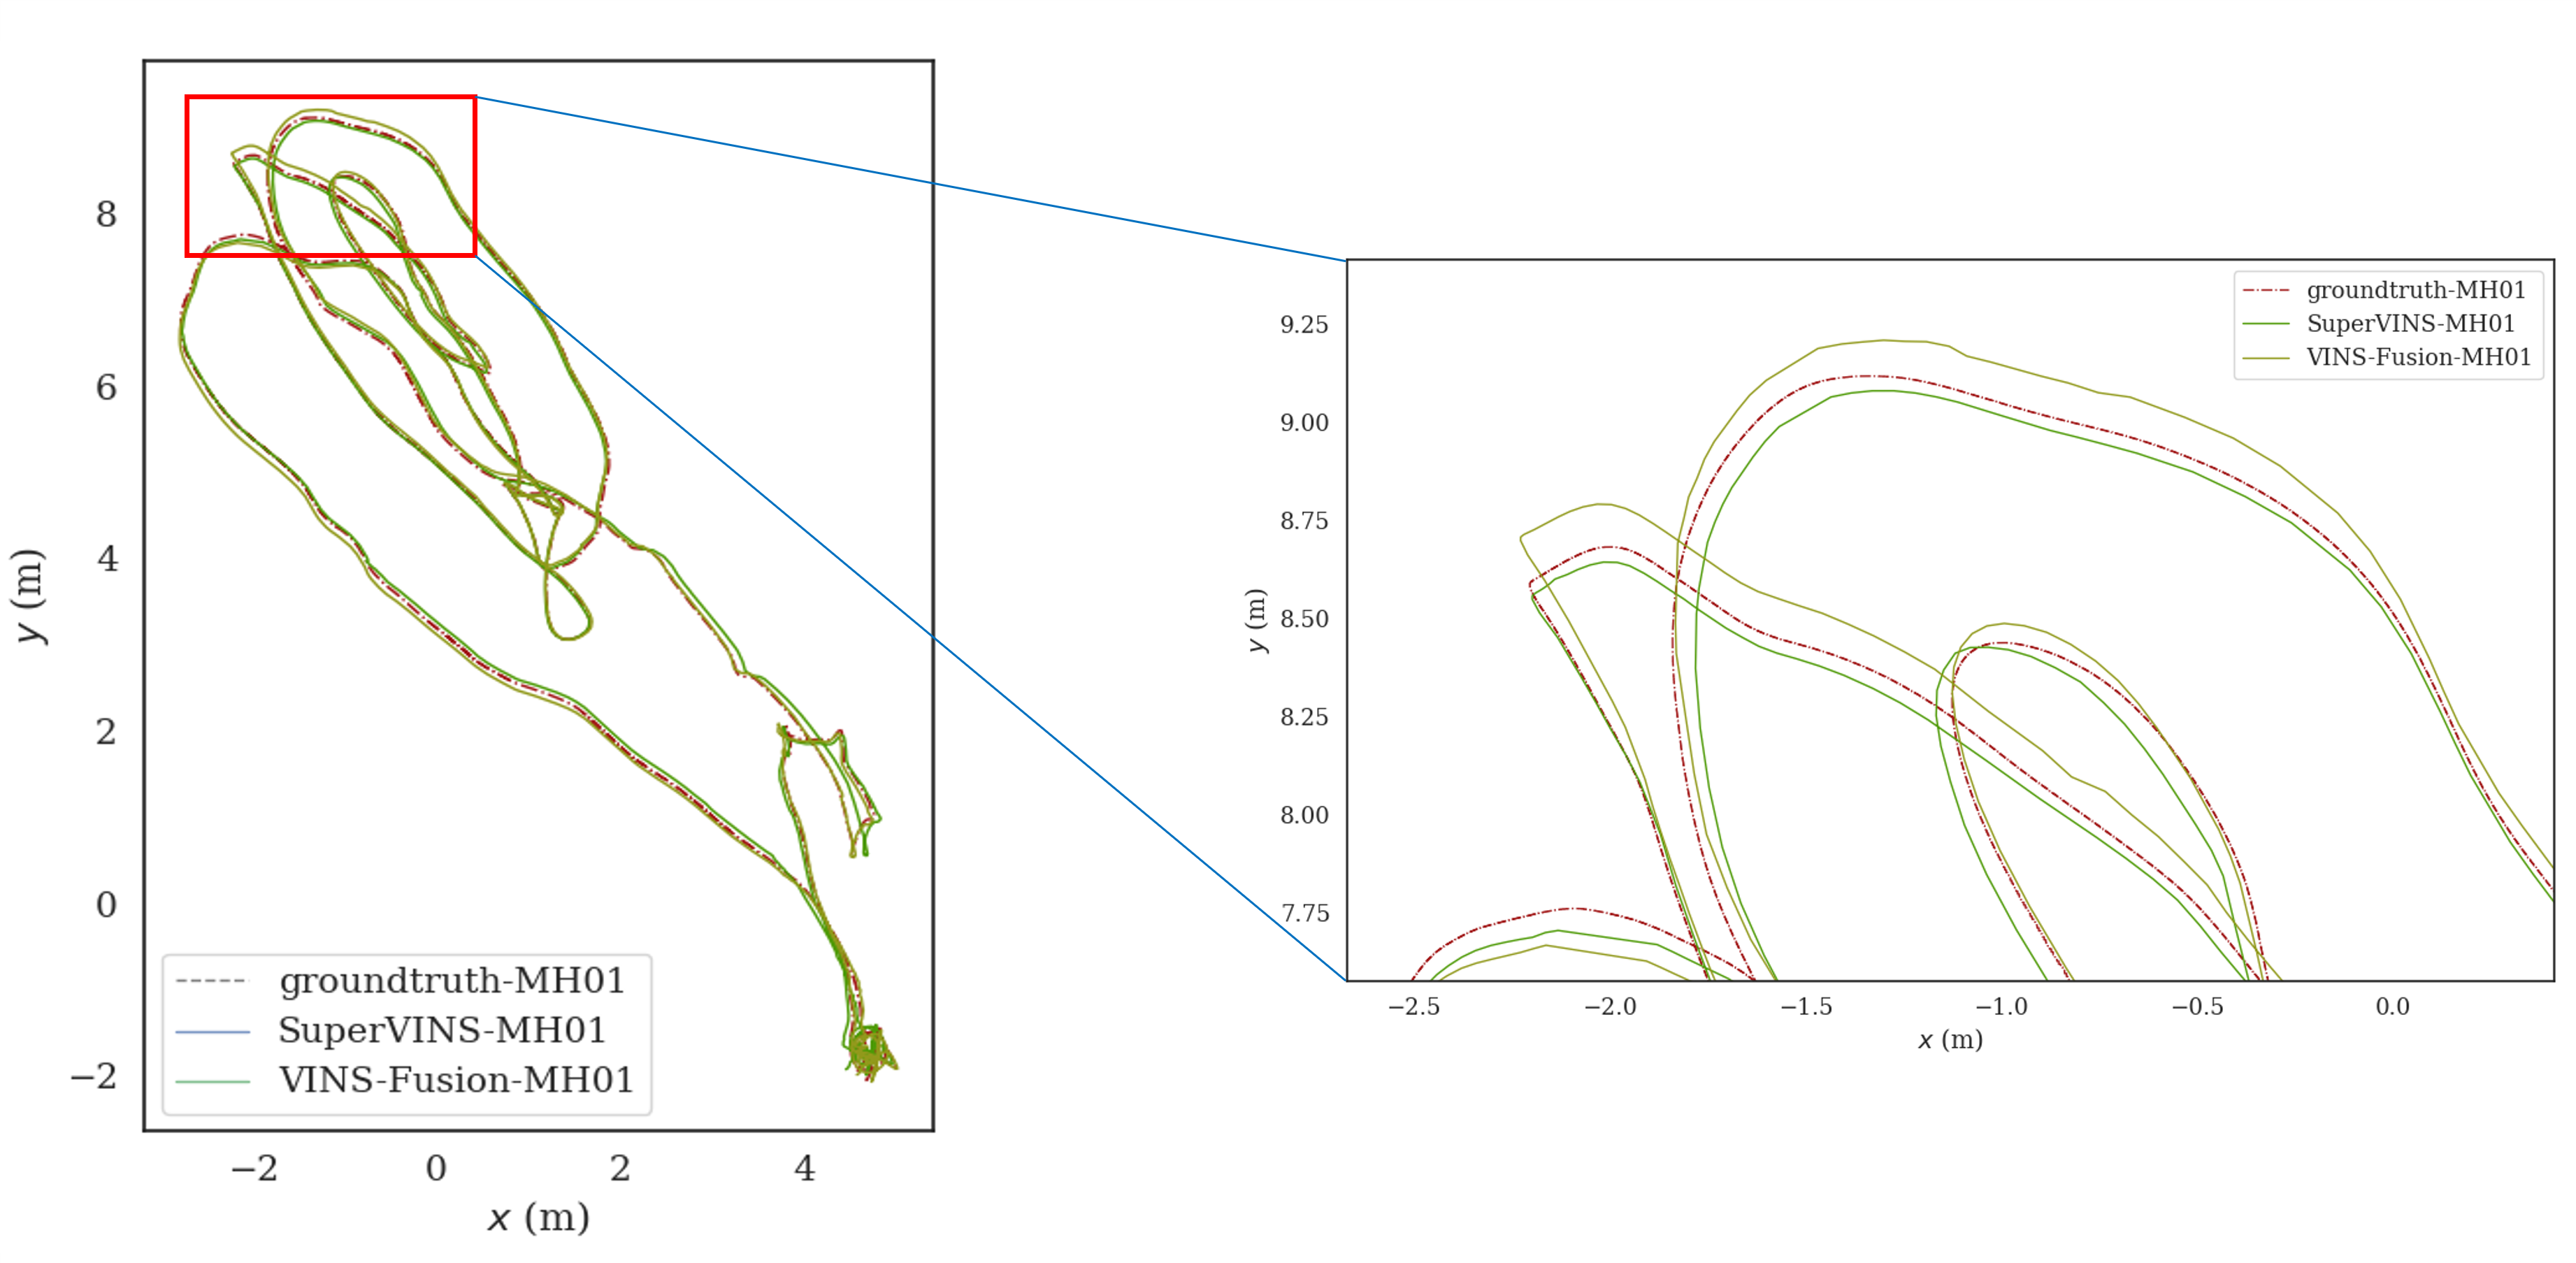 8
6
4
2
0
−2
y (m)
groundtruth-MH01
SuperVINS-MH01
VINS-Fusion-MH01
−2 0 2 4
x (m)
groundtruth-MH01
SuperVINS-MH01
VINS-Fusion-MH01
9.25
9.00
8.75
8.50
8.25
8.00
7.75
y (m)
−2.5 −2.0 −1.5 −1.0 −0.5 0.0
x (m)